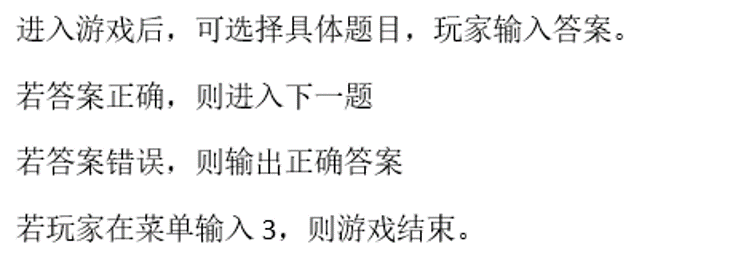 进入游戏后，可选择具体题目，玩家输入答案。
若答案正确，则进入下一题
若答案错误，则输出正确答案
若玩家在菜单输入 3，则游戏结束。